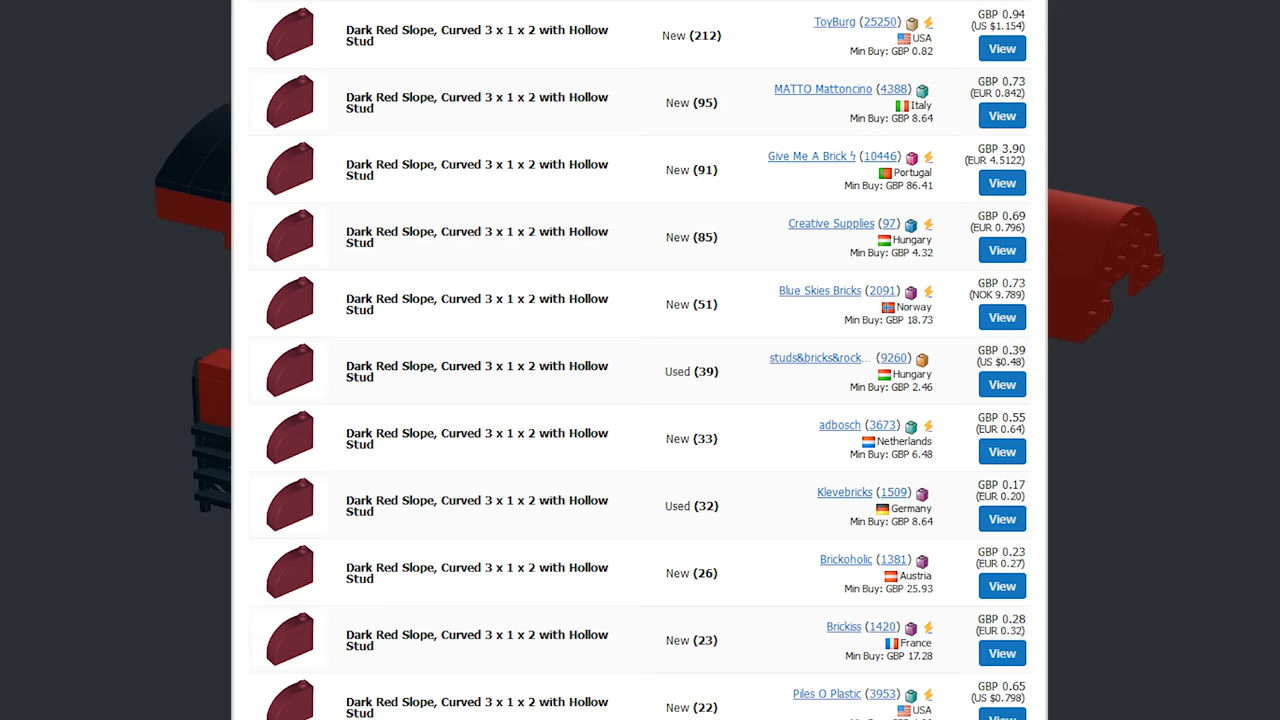 Dark Red Slope, Curved 3 x 1 x 2 with Hollow
Stud
New (212)
ToyBurg (25250)
USA
Min Buy: GBP 0.82
GBP 0.94
(US $1.154)
View
Dark Red Slope, Curved 3 x 1 x 2 with Hollow
Stud
New (95)
MATTO Mattoncino (4388)
Italy
Min Buy: GBP 8.64
GBP 0.73
(EUR 0.842)
View
Dark Red Slope, Curved 3 x 1 x 2 with Hollow
Stud
New (91)
Give Me A Brick ϟ (10446)
Portugal
Min Buy: GBP 86.41
GBP 3.90
(EUR 4.5122)
View
Dark Red Slope, Curved 3 x 1 x 2 with Hollow
Stud
New (85)
Creative Supplies (97)
Hungary
Min Buy: GBP 4.32
GBP 0.69
(EUR 0.796)
View
Dark Red Slope, Curved 3 x 1 x 2 with Hollow
Stud
New (51)
Blue Skies Bricks (2091)
Norway
Min Buy: GBP 18.73
GBP 0.73
(NOK 9.789)
View
Dark Red Slope, Curved 3 x 1 x 2 with Hollow
Stud
Used (39)
studs&bricks&rock... (9260)
Hungary
Min Buy: GBP 2.46
GBP 0.39
(US $0.48)
View
Dark Red Slope, Curved 3 x 1 x 2 with Hollow
Stud
New (33)
adbosch (3673)
Netherlands
Min Buy: GBP 6.48
GBP 0.55
(EUR 0.64)
View
Dark Red Slope, Curved 3 x 1 x 2 with Hollow
Stud
Used (32)
Klevebricks (1509)
Germany
Min Buy: GBP 8.64
GBP 0.17
(EUR 0.20)
View
Dark Red Slope, Curved 3 x 1 x 2 with Hollow
Stud
New (26)
Brickoholic (1381)
Austria
Min Buy: GBP 25.93
GBP 0.23
(EUR 0.27)
View
Dark Red Slope, Curved 3 x 1 x 2 with Hollow
Stud
New (23)
Brickiss (1420)
France
Min Buy: GBP 17.28
GBP 0.28
(EUR 0.32)
View
Dark Red Slope, Curved 3 x 1 x 2 with Hollow
Stud
New (22)
Piles O Plastic (3953)
USA
GBP 0.65
(US $0.798)